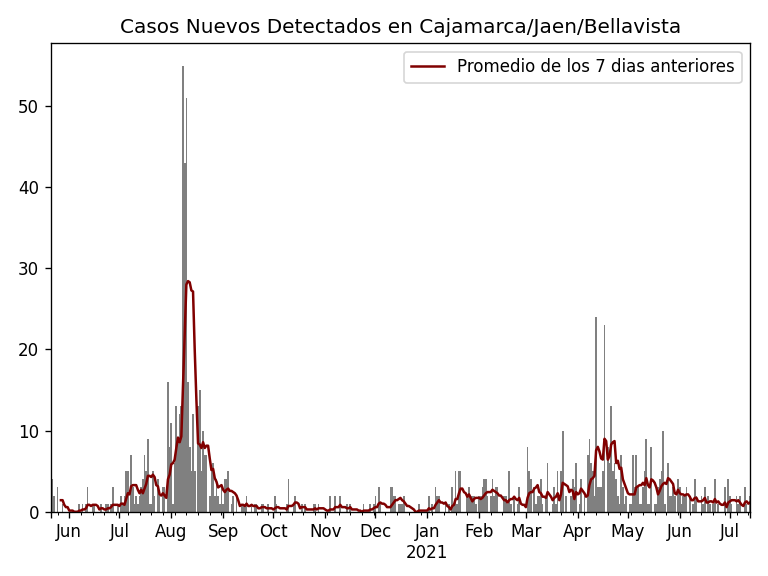 Casos Nuevos Detectados en Cajamarca/Jaen/Bellavista
Promedio de los 7 dias anteriores
50
40
30
20
10
0
Jun Jul Aug Sep Oct Nov Dec Jan Feb Mar Apr May Jun Jul
2021